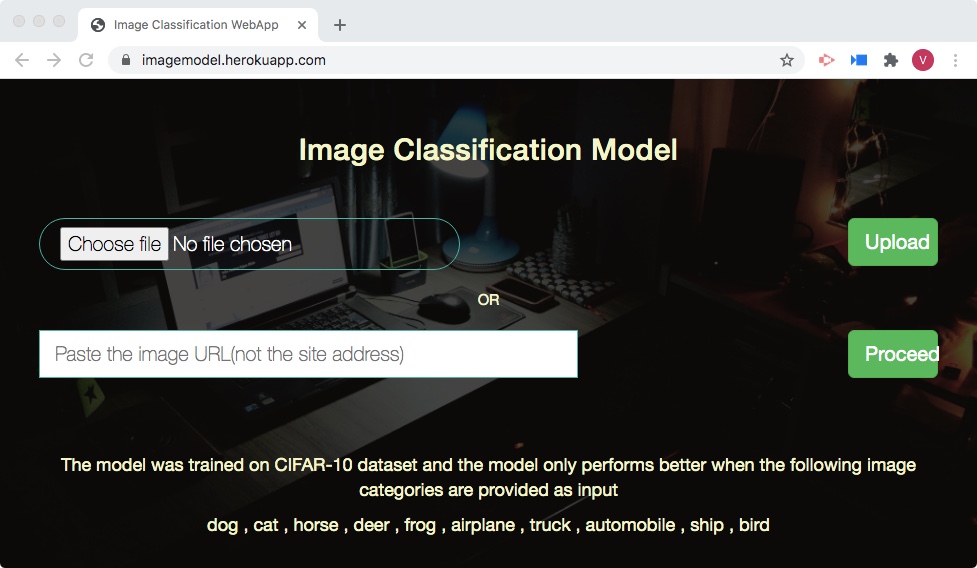 Image Classification WebApp
imagemodel.herokuapp.com
V
Image Classification Model
Choose file No file chosen
Upload
OR
Paste the image URL(not the site address)
Proceed
The model was trained on CIFAR-10 dataset and the model only performs better when the following image
categories are provided as input
dog , cat , horse , deer , frog , airplane , truck , automobile , ship , bird